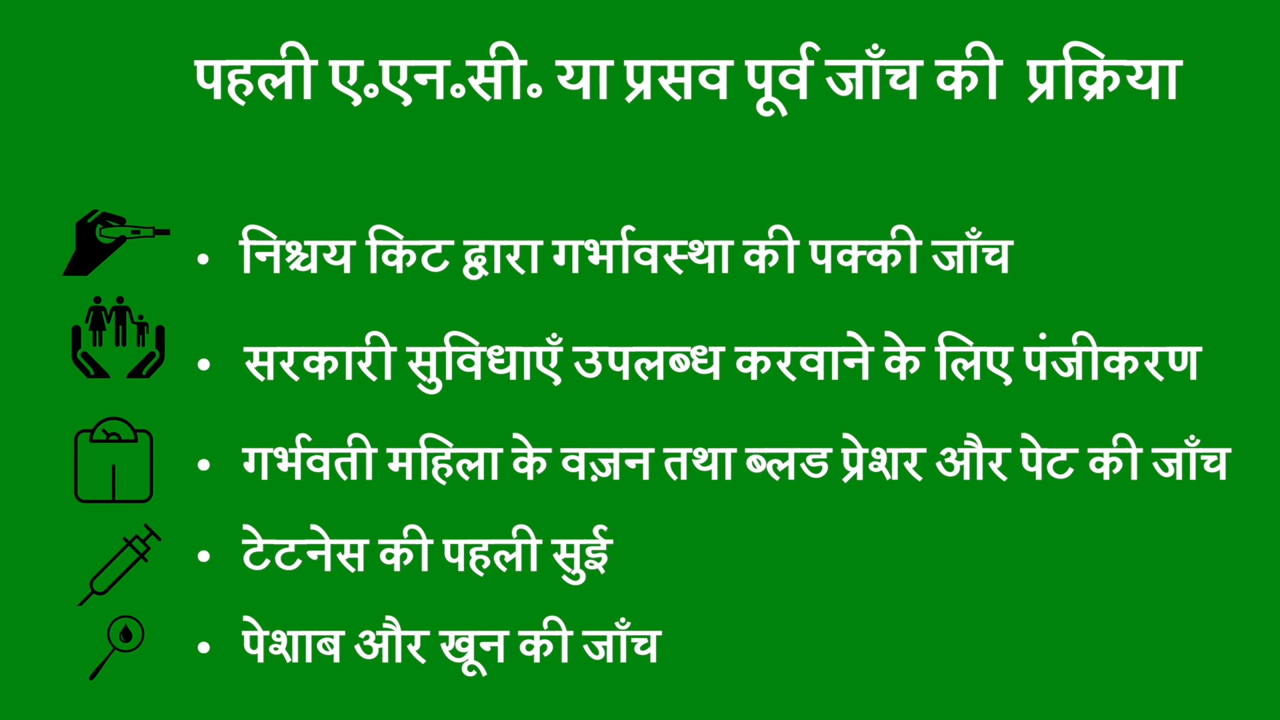 पहली ए.एन.सी. या प्रसव पूर्व जाँच की प्रक्रिया
• निश्चय किट द्वारा गर्भावस्था की पक्की जाँच
• सरकारी सुविधाएँ उपलब्ध करवाने के लिए पंजीकरण
• गर्भवती महिला के वज़न तथा ब्लड प्रेशर और पेट की जाँच
• टेटनेस की पहली सुई
• पेशाब और खून की जाँच